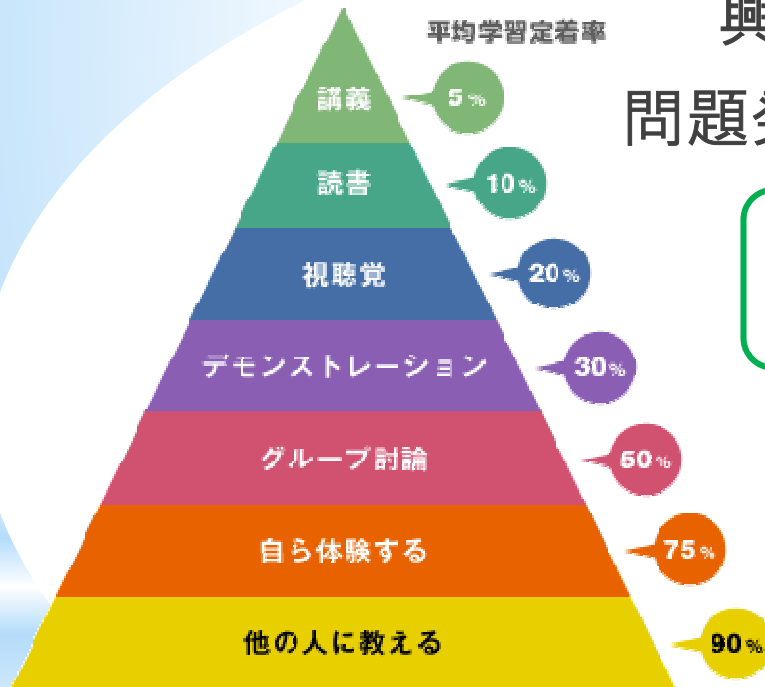 平均学習定着率
興
講義 5%
問題
読書 10%
視聴覚 20%
デモンストレーション 30%
グループ討論 50%
自ら体験する 75%
他の人に教える 90%